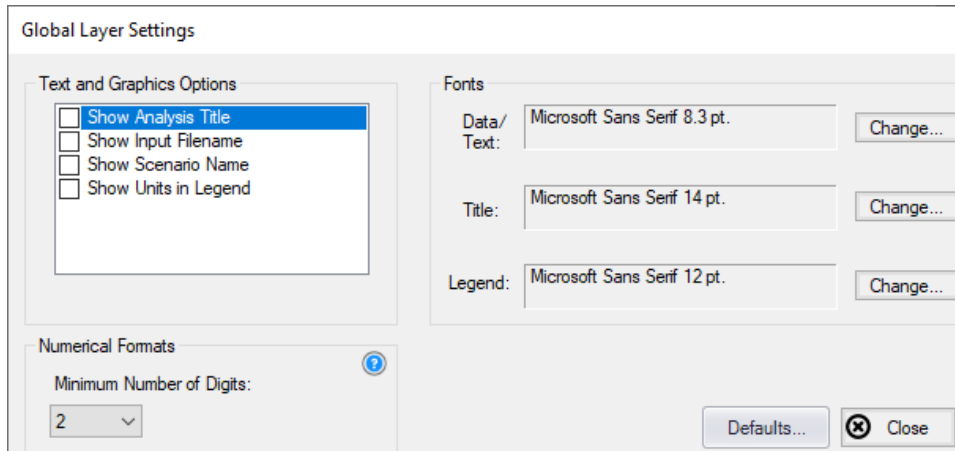 Global Layer Settings
Text and Graphics Options
Show Analysis Title
Show Input Filename
Show Scenario Name
Show Units in Legend
Fonts
Data/
Text:
Microsoft Sans Serif 8.3 pt.
Change...
Title:
Microsoft Sans Serif 14 pt.
Change...
Legend:
Microsoft Sans Serif 12 pt.
Change...
Numerical Formats
?
Minimum Number of Digits:
2
Defaults...
Close